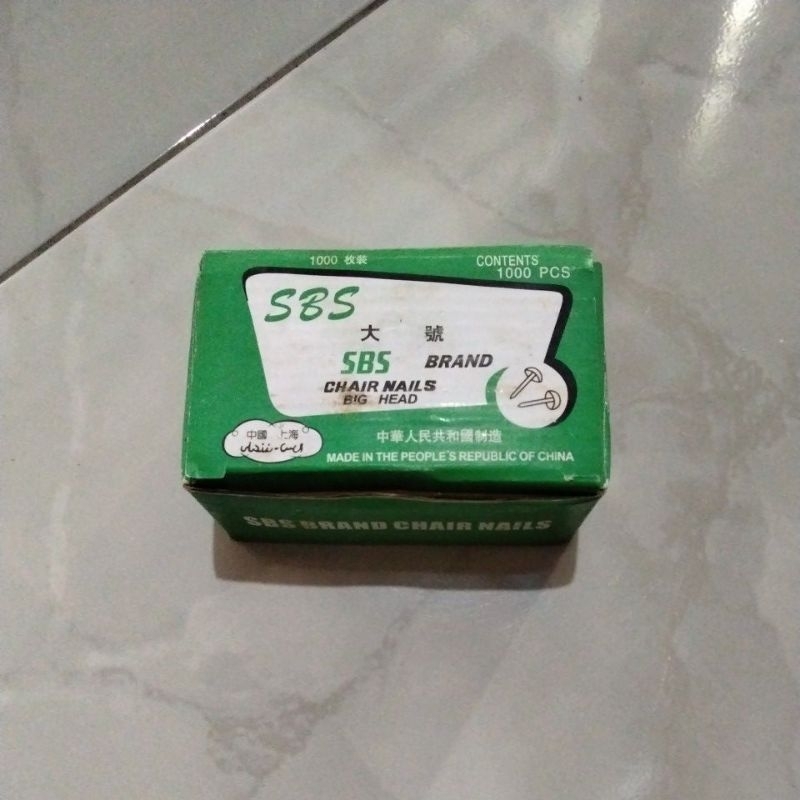 1000 枚裝
CONTENTS
1000 PCS
SBS
大 號
SBS BRAND
CHAIR NAILS
BIG HEAD
中國 上海
中華人民共和國制造
MADE IN THE PEOPLE'S REPUBLIC OF CHINA
SBS BRAND CHAIR NAILS